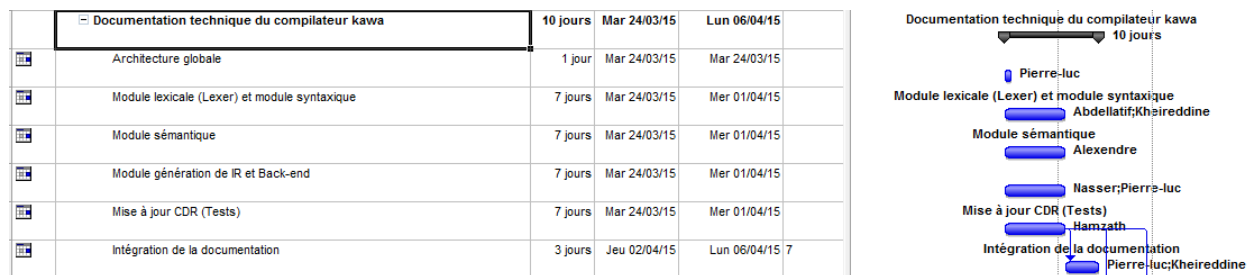 Documentation technique du compilateur kawa 10 jours Mar 24/03/15 Lun 06/04/15
Architecture globale 1 jour Mar 24/03/15 Mar 24/03/15
Module lexicale (Lexer) et module syntaxique 7 jours Mar 24/03/15 Mer 01/04/15
Module sémantique 7 jours Mar 24/03/15 Mer 01/04/15
Module génération de IR et Back-end 7 jours Mar 24/03/15 Mer 01/04/15
Mise à jour CDR (Tests) 7 jours Mar 24/03/15 Mer 01/04/15
Intégration de la documentation 3 jours Jeu 02/04/15 Lun 06/04/15 7
Documentation technique du compilateur kawa
10 jours
Pierre-luc
Module lexicale (Lexer) et module syntaxique
Abdellatif;Kheireddine
Module sémantique
Alexendre
Nasser;Pierre-luc
Mise à jour CDR (Tests)
Hamzath
Intégration de la documentation
Pierre-luc;Kheireddine